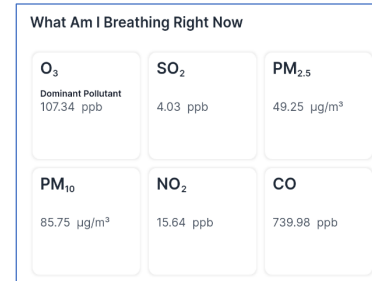 What Am I Breathing Right Now
O₃
Dominant Pollutant
107.34 ppb
SO₂
4.03 ppb
PM₂.₅
49.25 μg/m³
PM₁₀
85.75 μg/m³
NO₂
15.64 ppb
CO
739.98 ppb